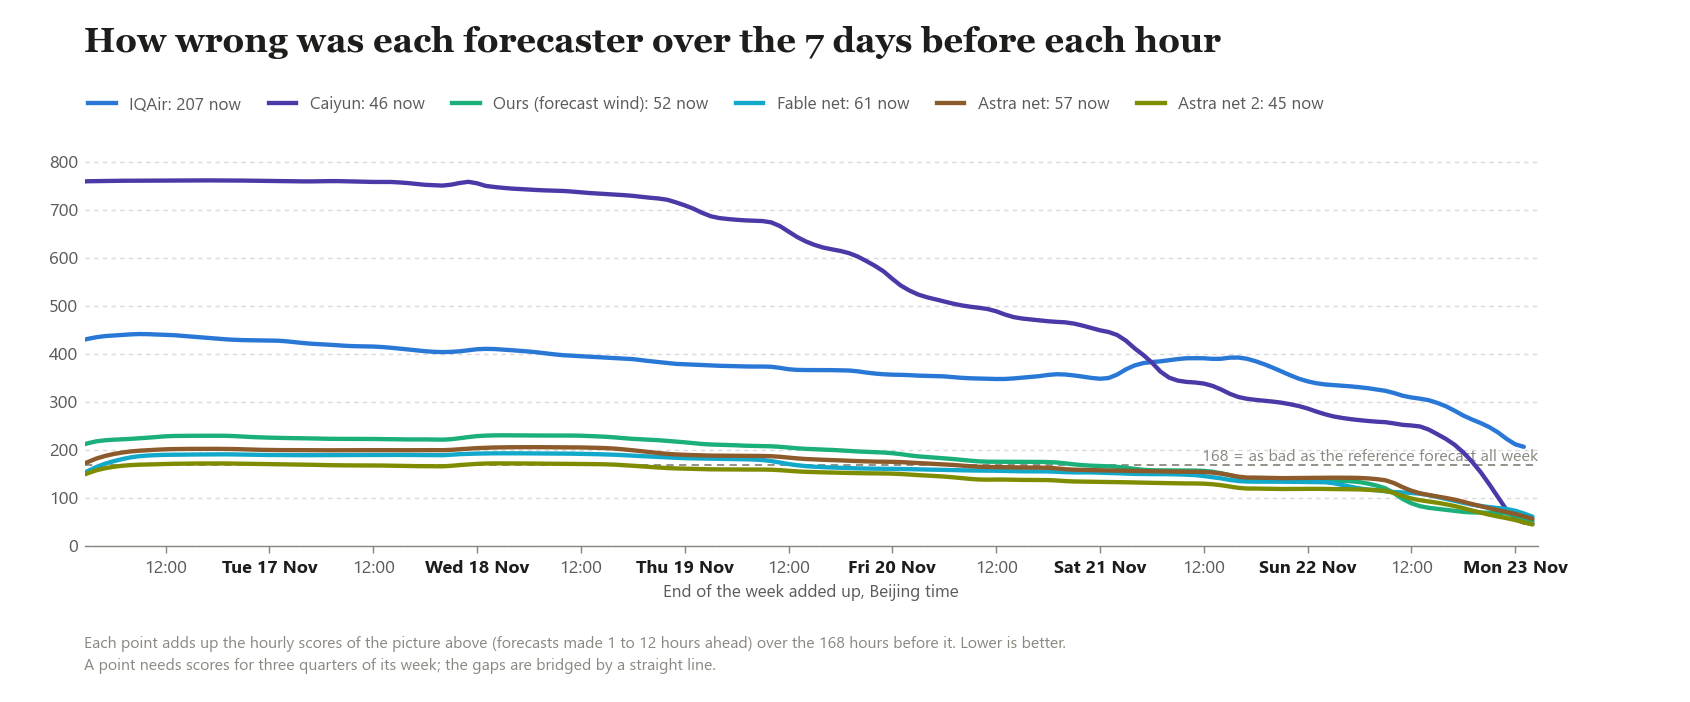 How wrong was each forecaster over the 7 days before each hour
IQAir: 207 now Caiyun: 46 now Ours (forecast wind): 52 now Fable net: 61 now Astra net: 57 now Astra net 2: 45 now
800
700
600
500
400
300
200
168 = as bad as the reference forecast all week
100
0
12:00 Tue 17 Nov 12:00 Wed 18 Nov 12:00 Thu 19 Nov 12:00 Fri 20 Nov 12:00 Sat 21 Nov 12:00 Sun 22 Nov 12:00 Mon 23 Nov
End of the week added up, Beijing time
Each point adds up the hourly scores of the picture above (forecasts made 1 to 12 hours ahead) over the 168 hours before it. Lower is better.
A point needs scores for three quarters of its week; the gaps are bridged by a straight line.